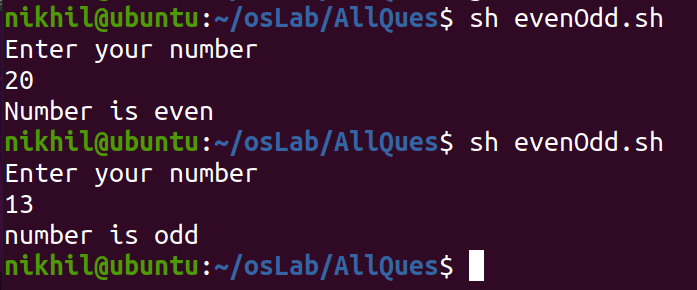 nikhil@ubuntu:~/osLab/AllQues$ sh evenOdd.sh
Enter your number
20
Number is even
nikhil@ubuntu:~/osLab/AllQues$ sh evenOdd.sh
Enter your number
13
number is odd
nikhil@ubuntu:~/osLab/AllQues$